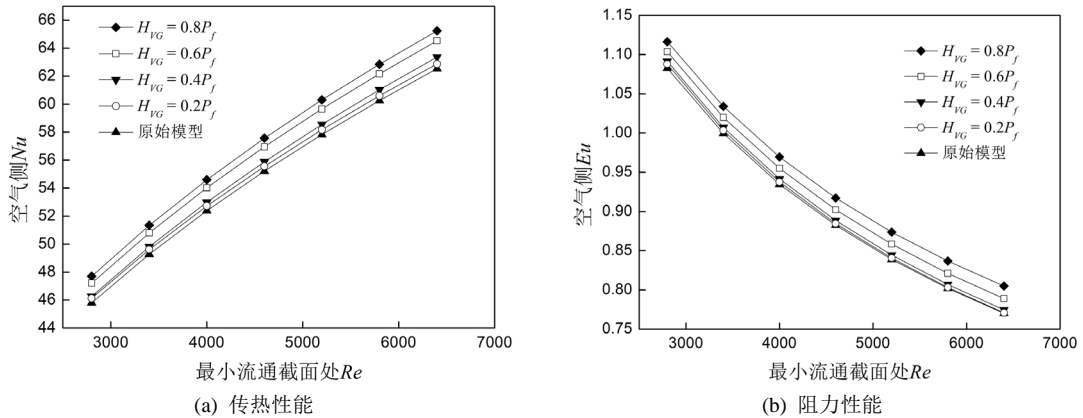 66
64
62
60
58
56
54
52
50
48
46
44
空气侧Nu
H_VG = 0.8P_f
H_VG = 0.6P_f
H_VG = 0.4P_f
H_VG = 0.2P_f
原始模型
3000 4000 5000 6000 7000
最小流通截面处Re
(a) 传热性能
1.15
1.10
1.05
1.00
0.95
0.90
0.85
0.80
0.75
空气侧Eu
H_VG = 0.8P_f
H_VG = 0.6P_f
H_VG = 0.4P_f
H_VG = 0.2P_f
原始模型
3000 4000 5000 6000 7000
最小流通截面处Re
(b) 阻力性能